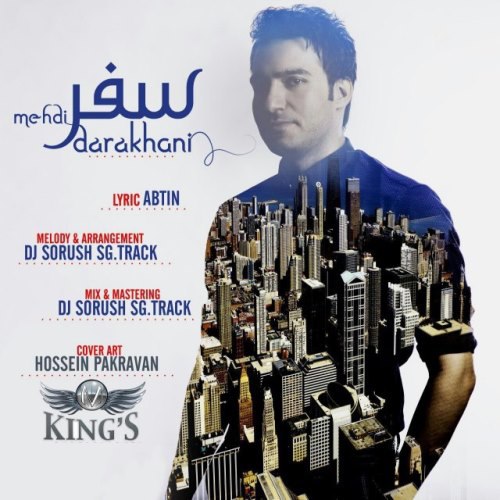 سفر
mehdi
darakhani
LYRIC ABTIN
MELODY & ARRANGEMENT
DJ SORUSH SG.TRACK
MIX & MASTERING
DJ SORUSH SG.TRACK
COVER ART
HOSSEIN PAKRAVAN
KING'S